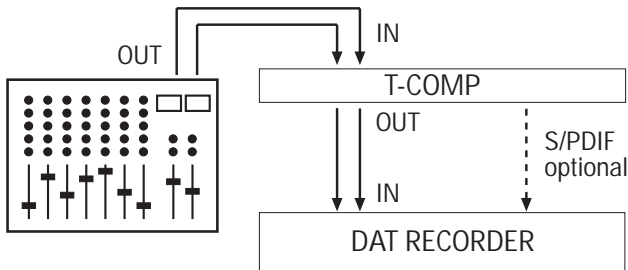 IN
OUT
T-COMP
OUT
S/PDIF
optional
IN
DAT RECORDER